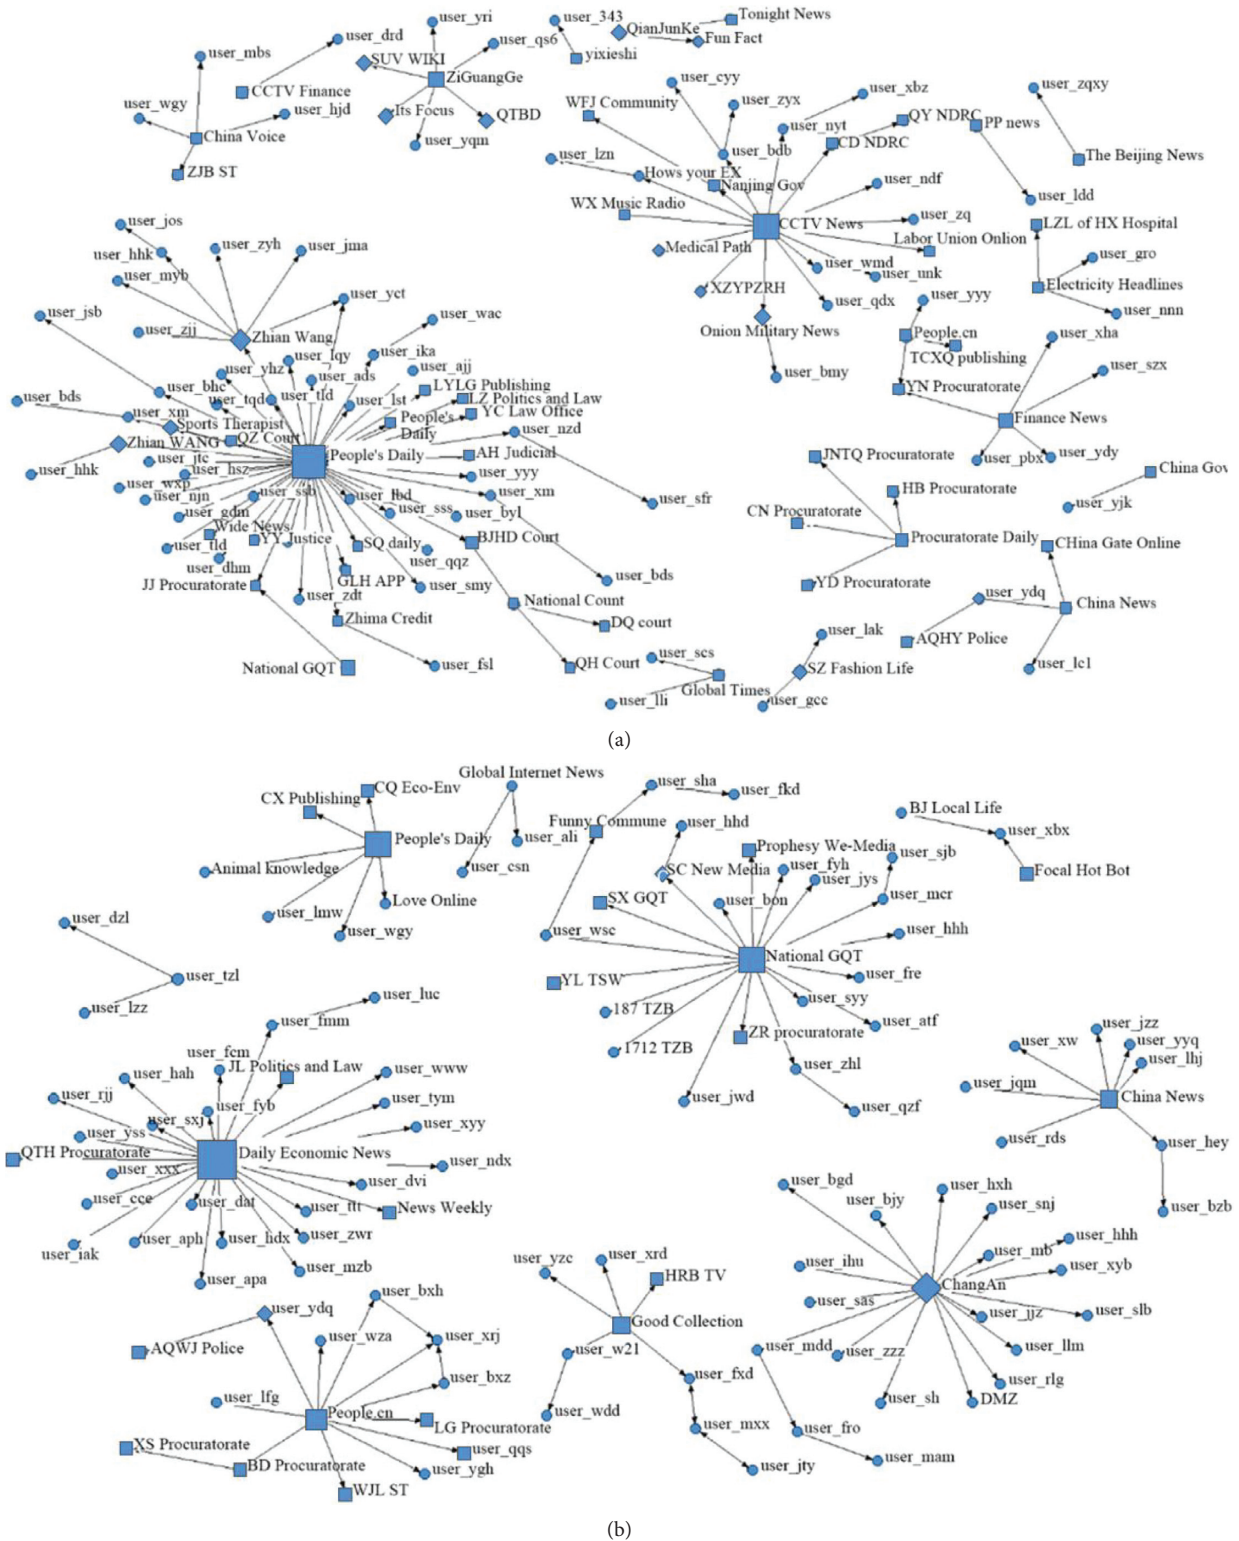 user_yri
user_343
Tonight News
QianJunKe
Fun Fact
user_drd
user_qs6
user_mbs
SUV WIKI
yixieshi
ZiGuangGe
CCTV Finance
user_cyy
user_zqxy
user_wgy
user_hjd
Its Focus
QTBD
WFJ Community
user_zyx
user_xbz
China Voice
user_yqm
user_nyt
QY NDRC
PP news
CD NDRC
user_lzn
user_bdb
The Beijing News
ZJB ST
Hows your EX
Nanjing Gov
user_ndf
user_ldd
WX Music Radio
user_zq
user_jos
CCTV News
LZL of HX Hospital
Labor Union Onlion
user_hhk
user_zyh
user_jma
Medical Path
user_wmd
user_unk
user_gro
user_myb
XZYPZRH
Electricity Headlines
user_yct
user_qdx
user_yyy
user_nnn
user_jsb
user_wac
Onion Military News
user_zjj
Zhian Wang
People.cn
user_xha
TCXQ publishing
user_lqy
user_ika
user_yhz
user_ajj
user_bmy
user_szx
user_ads
user_bhc
LYLG Publishing
YN Procuratorate
user_bds
user_tqd
user_tld
user_lst
LZ Politics and Law
YC Law Office
user_xm
Sports Therapist
People's
Daily
user_nzd
Finance News
Zhian WANG
QZ Court
People's Daily
AH Judicial
JNTQ Procuratorate
user_pbx
user_ydy
user_jtc
user_hhk
user_hsz
user_yyy
China Gov
user_wxp
user_njn
user_ssb
user_lbd
user_xm
user_sfr
HB Procuratorate
user_yjk
user_gdm
user_sss
user_byl
CN Procuratorate
Wide News
YY Justice
SQ daily
BJHD Court
Procuratorate Daily
CHina Gate Online
user_tld
user_dhm
user_qqz
JJ Procuratorate
GLH APP
user_smy
user_bds
YD Procuratorate
user_zdt
National Count
user_ydq
China News
Zhima Credit
DQ court
user_lak
AQHY Police
National GQT
user_fsl
QH Court
user_scs
SZ Fashion Life
user_lc1
Global Times
user_lli
user_gcc
(a)
Global Internet News
CQ Eco-Env
user_sha
user_fkd
CX Publishing
BJ Local Life
Funny Commune
user_hhd
People's Daily
user_ali
user_xbx
Prophesy We-Media
user_sjb
Animal knowledge
user_csn
SC New Media
user_fyh
Focal Hot Bot
user_jys
SX GQT
user_bon
user_mcr
Love Online
user_lmw
user_dzl
user_wgy
user_wsc
user_hhh
National GQT
user_tzl
YL TSW
user_fre
user_luc
user_syy
user_lzz
187 TZB
user_atf
user_fmm
ZR procuratorate
user_jzz
user_xw
user_yyq
user_fcm
1712 TZB
user_lhj
JL Politics and Law
user_zhl
user_hah
user_www
user_jqm
user_rjj
user_fyb
user_tym
user_jwd
user_qzf
China News
user_sxj
user_xyy
user_yss
user_rds
user_hey
QTH Procuratorate
Daily Economic News
user_ndx
user_xxx
user_dvi
user_bgd
user_hxh
user_cce
user_dat
user_ttt
News Weekly
user_bjy
user_snj
user_bzb
user_aph
user_hdx
user_zwr
user_hhh
user_iak
user_yzc
user_xrd
user_mb
user_mzb
user_ihu
user_xyb
user_apa
HRB TV
ChangAn
user_bxh
user_sas
user_ydq
user_jjz
user_slb
Good Collection
AQWJ Police
user_wza
user_xrj
user_w21
user_mdd
user_zzz
user_llm
user_bxz
user_fxd
user_rlg
user_lfg
user_sh
DMZ
People.cn
user_wdd
LG Procuratorate
user_mxx
user_fro
XS Procuratorate
user_qqs
user_mam
BD Procuratorate
user_ygh
user_jty
WJL ST
(b)